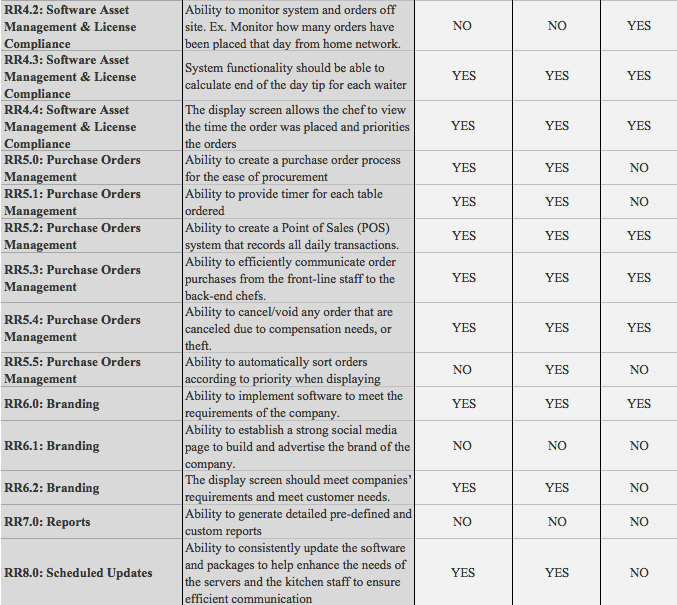 RR4.2: Software Asset
Management & License
Compliance
Ability to monitor system and orders off
site. Ex. Monitor how many orders have
been placed that day from home network.
NO NO YES
RR4.3: Software Asset
Management & License
Compliance
System functionality should be able to
calculate end of the day tip for each waiter
YES YES YES
RR4.4: Software Asset
Management & License
Compliance
The display screen allows the chef to view
the time the order was placed and priorities
the orders
YES YES YES
RR5.0: Purchase Orders
Management
Ability to create a purchase order process
for the ease of procurement
YES YES NO
RR5.1: Purchase Orders
Management
Ability to provide timer for each table
ordered
YES YES NO
RR5.2: Purchase Orders
Management
Ability to create a Point of Sales (POS)
system that records all daily transactions.
YES YES YES
RR5.3: Purchase Orders
Management
Ability to efficiently communicate order
purchases from the front-line staff to the
back-end chefs.
YES YES YES
RR5.4: Purchase Orders
Management
Ability to cancel/void any order that are
canceled due to compensation needs, or
theft.
YES YES YES
RR5.5: Purchase Orders
Management
Ability to automatically sort orders
according to priority when displaying
NO YES NO
RR6.0: Branding
Ability to implement software to meet the
requirements of the company.
YES YES YES
RR6.1: Branding
Ability to establish a strong social media
page to build and advertise the brand of the
company.
NO NO NO
RR6.2: Branding
The display screen should meet companies’
requirements and meet customer needs.
YES YES NO
RR7.0: Reports
Ability to generate detailed pre-defined and
custom reports
NO NO NO
RR8.0: Scheduled Updates
Ability to consistently update the software
and packages to help enhance the needs of
the servers and the kitchen staff to ensure
efficient communication
YES YES NO